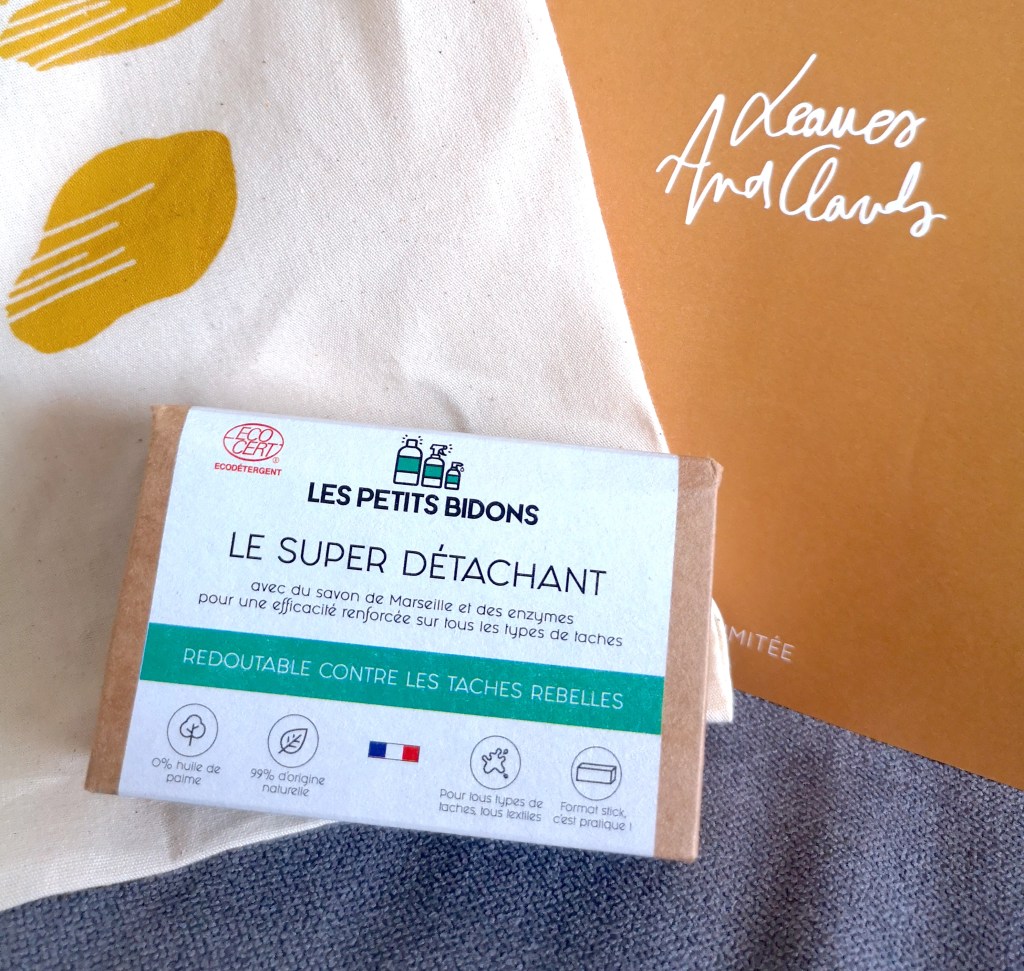 Leaves
And Clouds
MITÉE
ECO
CERT
®
ECODÉTERGENT
LES PETITS BIDONS
LE SUPER DÉTACHANT
avec du savon de Marseille et des enzymes
pour une efficacité renforcée sur tous les types de taches
REDOUTABLE CONTRE LES TACHES REBELLES
0% huile de
palme
99% d'origine
naturelle
Pour tous types de
taches, tous textiles
Format stick,
c'est pratique !